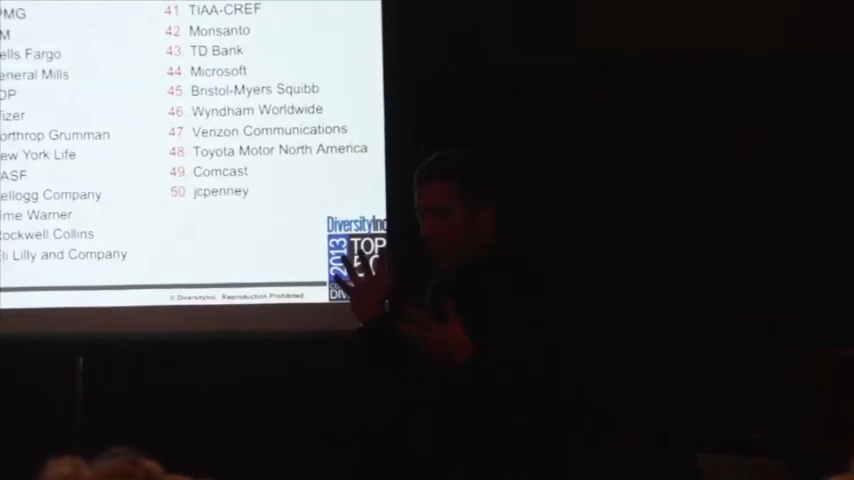 PMG
M
ells Fargo
eneral Mills
DP
fizer
orthrop Grumman
ew York Life
ASF
ellogg Company
ime Warner
ockwell Collins
Eli Lilly and Company
41 TIAA-CREF
42 Monsanto
43 TD Bank
44 Microsoft
45 Bristol-Myers Squibb
46 Wyndham Worldwide
47 Verizon Communications
48 Toyota Motor North America
49 Comcast
50 jcpenney
DiversityInc
2013
TOP
DIV
© DiversityInc Reproduction Prohibited